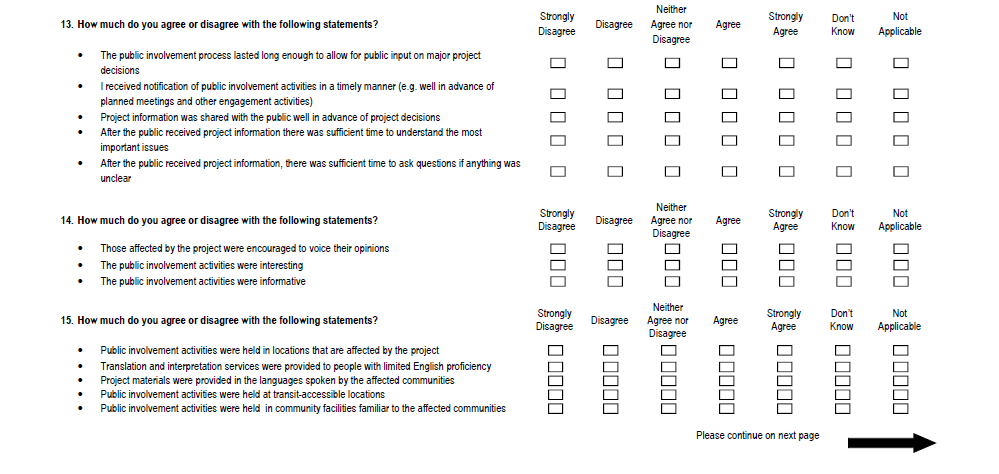 13. How much do you agree or disagree with the following statements?
Strongly Disagree
Disagree
Neither Agree nor Disagree
Agree
Strongly Agree
Don't Know
Not Applicable
• The public involvement process lasted long enough to allow for public input on major project
decisions
• I received notification of public involvement activities in a timely manner (e.g. well in advance of
planned meetings and other engagement activities)
• Project information was shared with the public well in advance of project decisions
• After the public received project information there was sufficient time to understand the most
important issues
• After the public received project information, there was sufficient time to ask questions if anything was
unclear
14. How much do you agree or disagree with the following statements?
Strongly Disagree
Disagree
Neither Agree nor Disagree
Agree
Strongly Agree
Don't Know
Not Applicable
• Those affected by the project were encouraged to voice their opinions
• The public involvement activities were interesting
• The public involvement activities were informative
15. How much do you agree or disagree with the following statements?
Strongly Disagree
Disagree
Neither Agree nor Disagree
Agree
Strongly Agree
Don't Know
Not Applicable
• Public involvement activities were held in locations that are affected by the project
• Translation and interpretation services were provided to people with limited English proficiency
• Project materials were provided in the languages spoken by the affected communities
• Public involvement activities were held at transit-accessible locations
• Public involvement activities were held in community facilities familiar to the affected communities
Please continue on next page